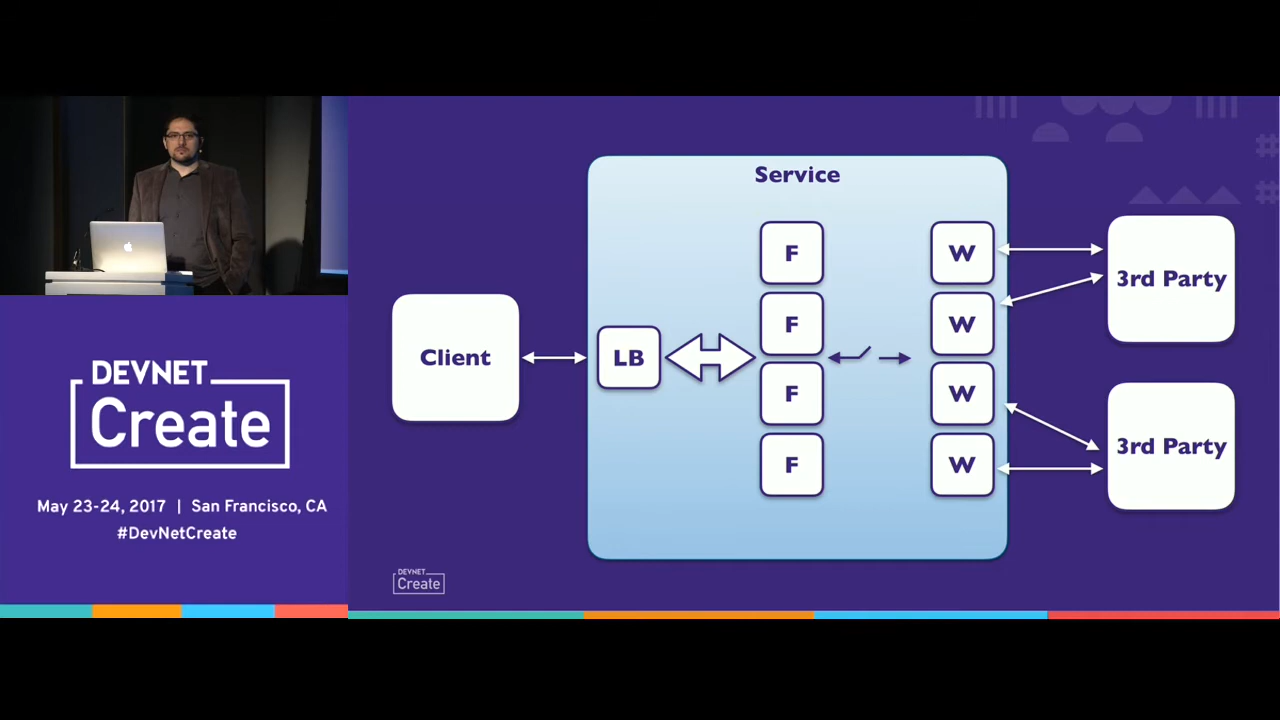 DEVNET
Create
May 23-24, 2017 | San Francisco, CA
#DevNetCreate
Service
Client
LB
F
F
F
F
W
W
W
W
3rd Party
3rd Party
DEVNET
Create